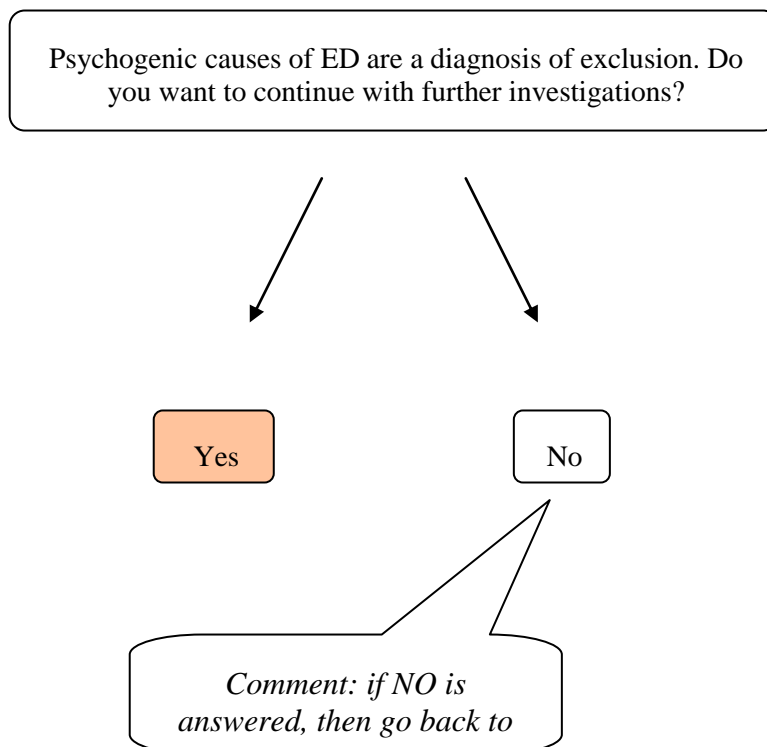 Psychogenic causes of ED are a diagnosis of exclusion. Do
you want to continue with further investigations?
Yes
No
Comment: if NO is
answered, then go back to